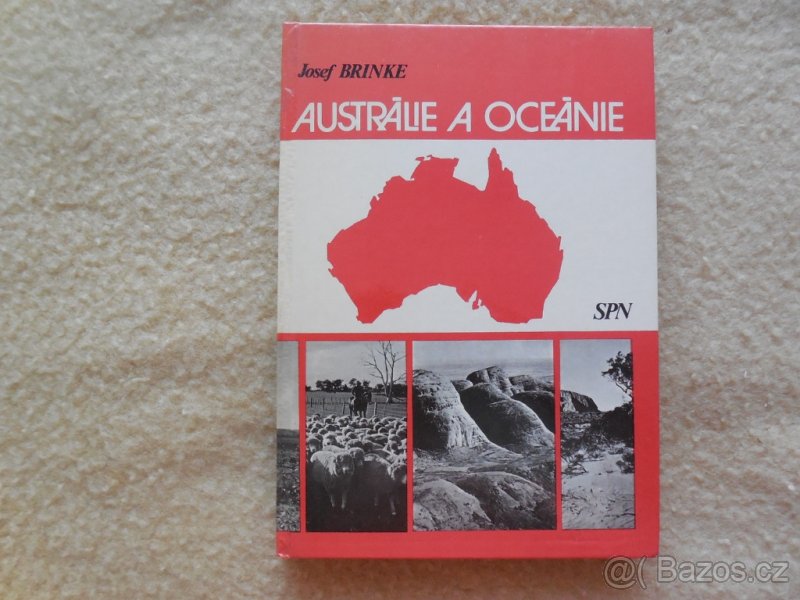 Josef BRINKE
AUSTRÁLIE A OCEÁNIE
SPN
@( Bazos.cz